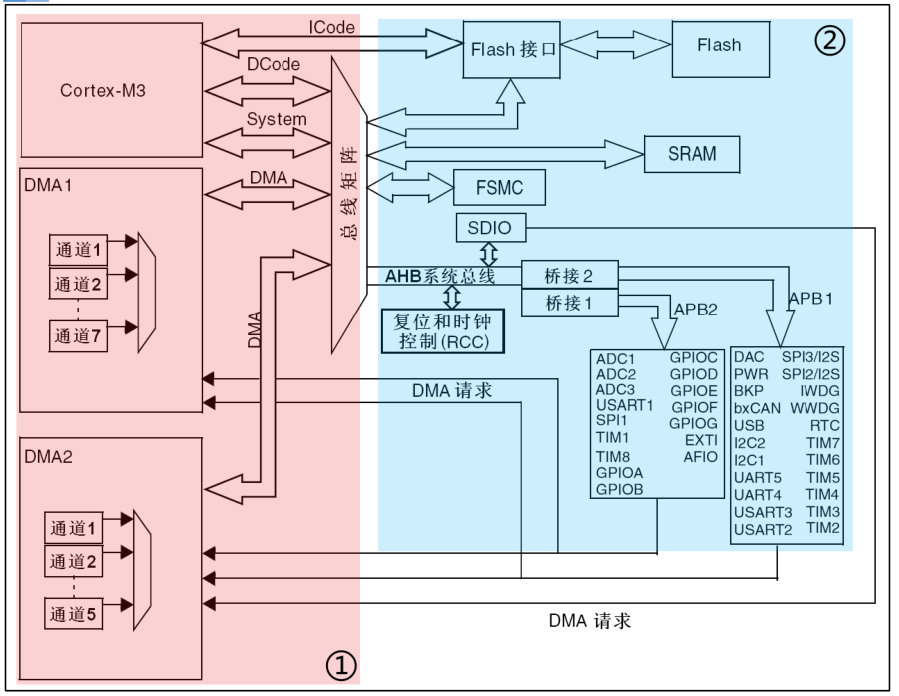 ICode
②
Flash 接口
Flash
DCode
Cortex-M3
System
总线矩阵
SRAM
DMA1
DMA
FSMC
SDIO
通道1
通道2
通道7
AHB系统总线
桥接2
桥接1
APB2
APB1
复位和时钟
控制(RCC)
DMA
DMA 请求
ADC1 GPIOC
ADC2 GPIOD
ADC3 GPIOE
USART1 GPIOF
SPI1 GPIOG
TIM1 EXTI
TIM8 AFIO
GPIOA
GPIOB
DAC SPI3/I2S
PWR SPI2/I2S
BKP IWDG
bxCAN WWDG
USB RTC
I2C2 TIM7
I2C1 TIM6
UART5 TIM5
UART4 TIM4
USART3 TIM3
USART2 TIM2
DMA2
通道1
通道2
通道5
DMA 请求
①